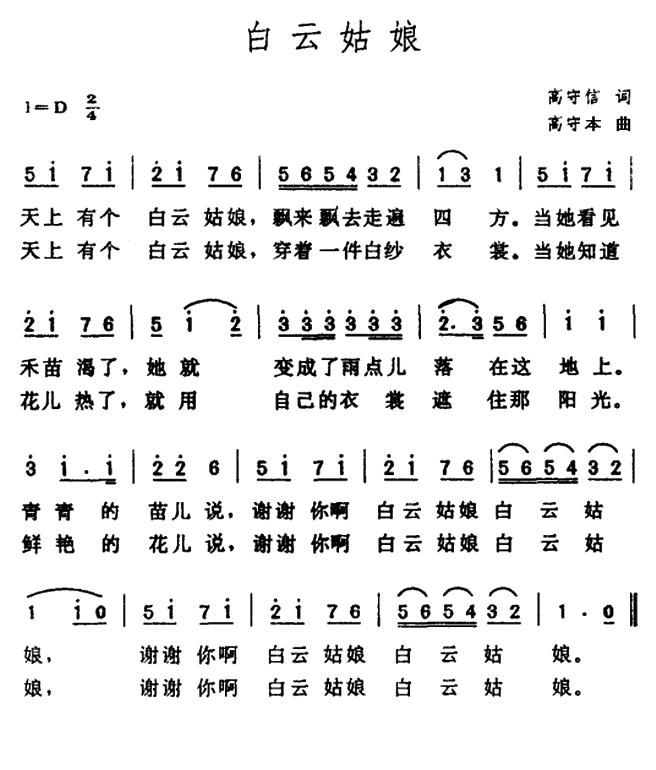 白云姑娘
1=D 2/4
高守信 词
高守本 曲
5 i 7 i | 2 i 7 6 | 5 6 5 4 3 2 | 1 3 1 | 5 i 7 i |
天上 有个 白云 姑娘，飘来飘去走遍 四 方。当她看见
天上 有个 白云 姑娘，穿着一件白纱 衣 裳。当她知道
2 i 7 6 | 5 i 2 | 3 3 3 3 3 3 | 2. 3 5 6 | i i |
禾苗 渴了，她 就 变成了雨点儿 落 在这 地 上。
花儿 热了，就 用 自己的衣 裳 遮 住那 阳 光。
3 i . i | 2 2 6 | 5 i 7 i | 2 i 7 6 | 5 6 5 4 3 2 |
青青 的 苗儿 说，谢谢 你啊 白云 姑娘 白 云 姑
鲜艳 的 花儿 说，谢谢 你啊 白云 姑娘 白 云 姑
1 i 0 | 5 i 7 i | 2 i 7 6 | 5 6 5 4 3 2 | 1 . 0 ‖
娘， 谢谢 你啊 白云 姑娘 白 云 姑 娘。
娘， 谢谢 你啊 白云 姑娘 白 云 姑 娘。